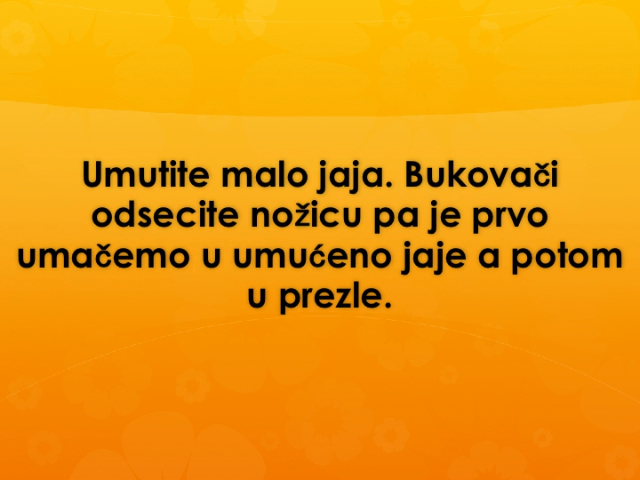 Umutite malo jaja. Bukovači
odsecite nožicu pa je prvo
umačemo u umućeno jaje a potom
u prezle.